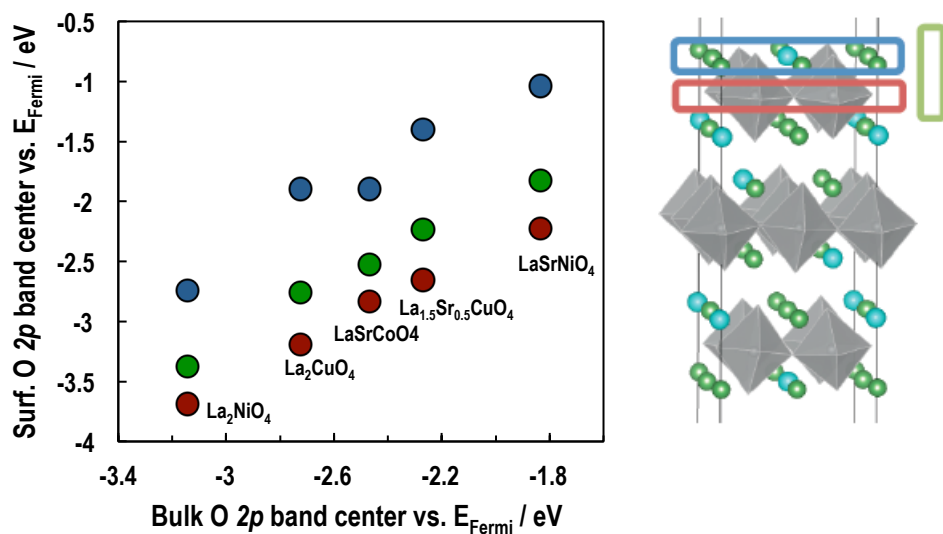 Surf. O 2p band center vs. E_Fermi / eV
-0.5
-1
-1.5
-2
-2.5
-3
-3.5
-4
LaSrNiO₄
La₁.₅Sr₀.₅CuO₄
LaSrCoO4
La₂CuO₄
La₂NiO₄
-3.4 -3 -2.6 -2.2 -1.8
Bulk O 2p band center vs. E_Fermi / eV